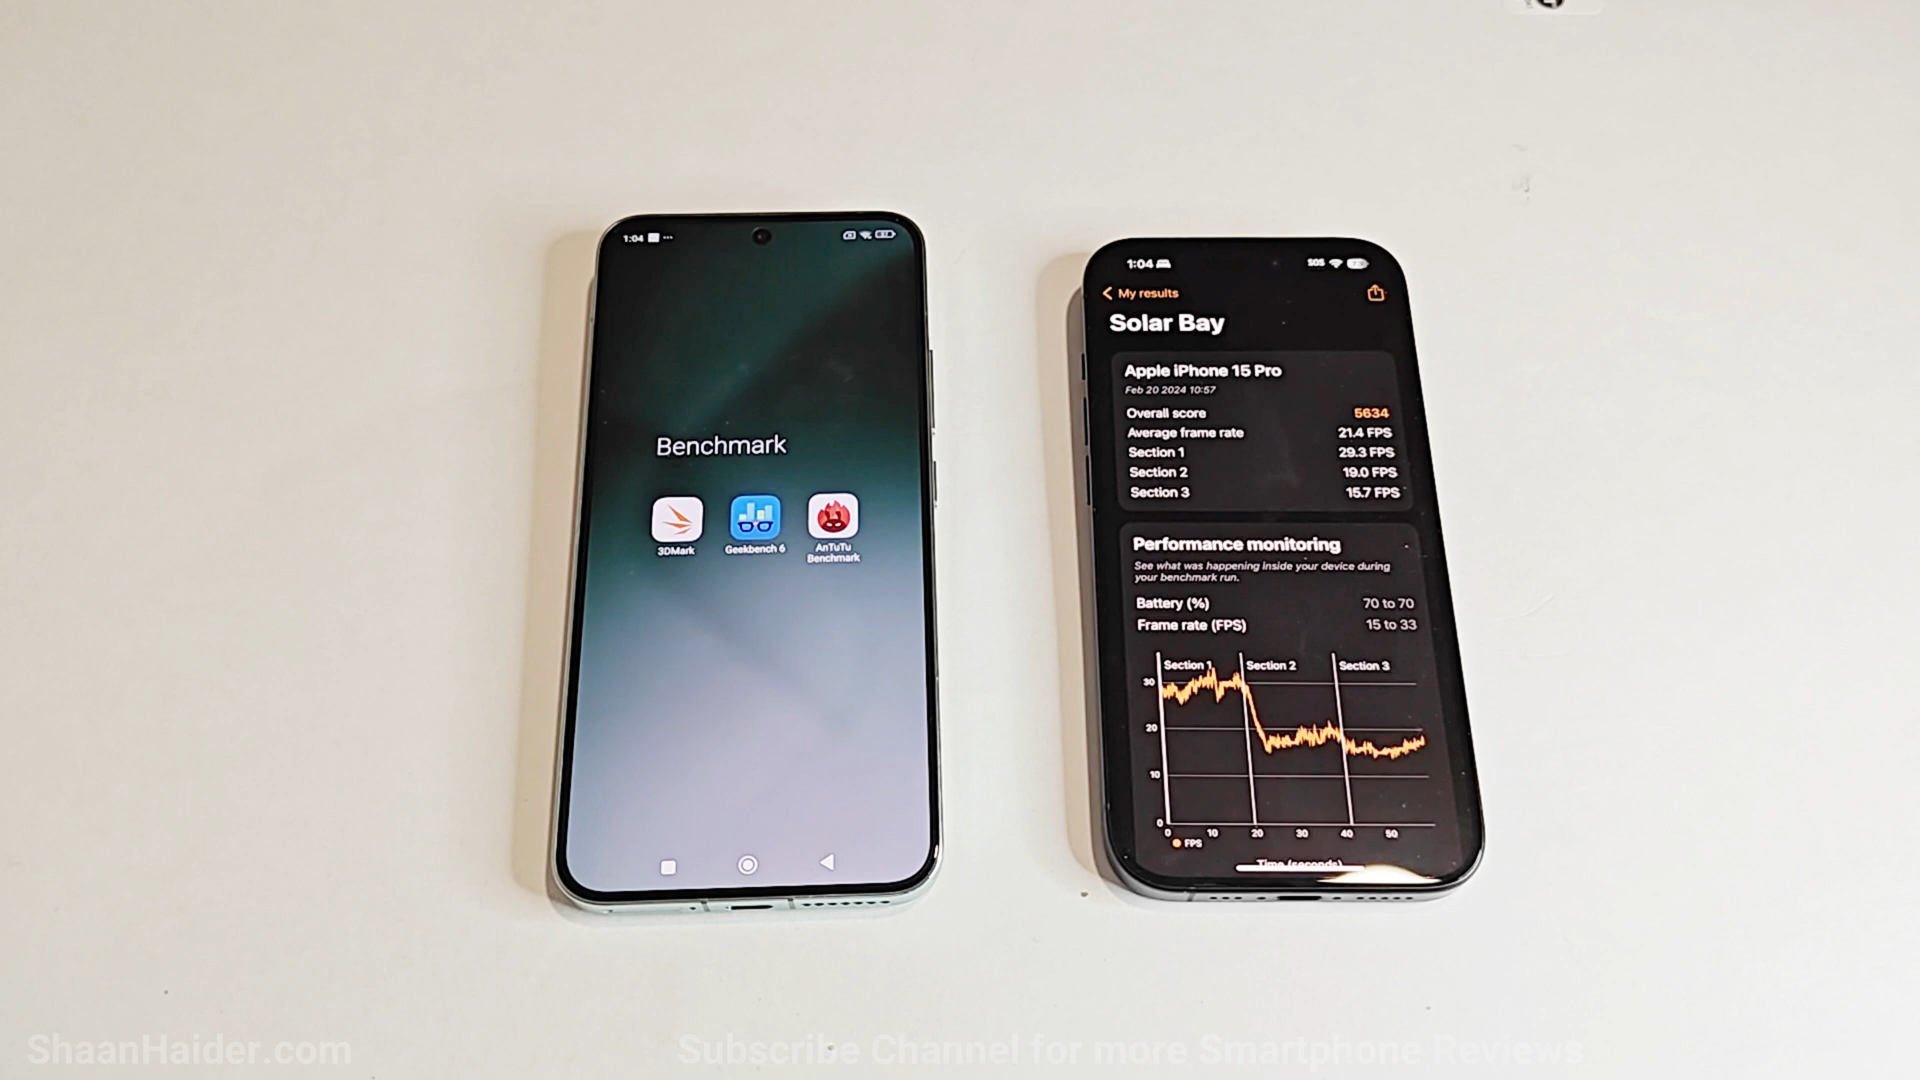 1:04
Benchmark
3DMark
Geekbench 6
AnTuTu
Benchmark
1:04
SOS
My results
Solar Bay
Apple iPhone 15 Pro
Feb 20 2024 10:57
Overall score 5634
Average frame rate 21.4 FPS
Section 1 29.3 FPS
Section 2 19.0 FPS
Section 3 15.7 FPS
Performance monitoring
See what was happening inside your device during
your benchmark run.
Battery (%) 70 to 70
Frame rate (FPS) 15 to 33
Section 1 Section 2 Section 3
30
20
10
0
0 10 20 30 40 50
FPS
Time (seconds)
ShaanHaider.com
Subscribe Channel for more Smartphone Reviews